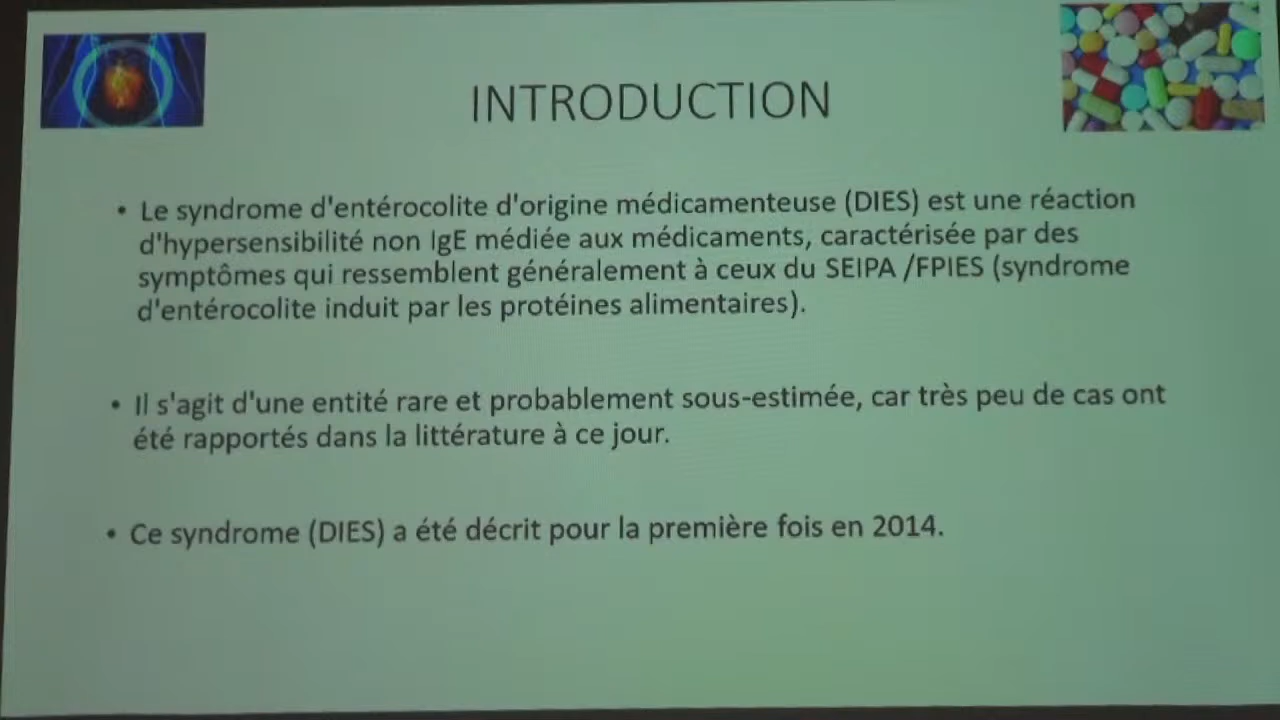 INTRODUCTION
• Le syndrome d'entérocolite d'origine médicamenteuse (DIES) est une réaction
d'hypersensibilité non IgE médiée aux médicaments, caractérisée par des
symptômes qui ressemblent généralement à ceux du SEIPA /FPIES (syndrome
d'entérocolite induit par les protéines alimentaires).
• Il s'agit d'une entité rare et probablement sous-estimée, car très peu de cas ont
été rapportés dans la littérature à ce jour.
• Ce syndrome (DIES) a été décrit pour la première fois en 2014.